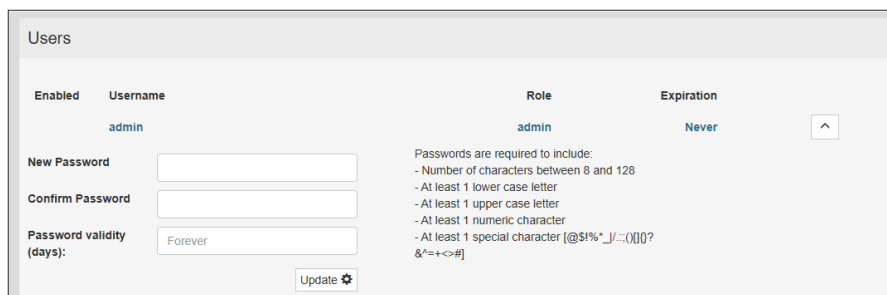 Users
Enabled Username Role Expiration
admin admin Never
New Password
Confirm Password
Password validity
(days):
Forever
Update
Passwords are required to include:
- Number of characters between 8 and 128
- At least 1 lower case letter
- At least 1 upper case letter
- At least 1 numeric character
- At least 1 special character [@$!%*_|/.:;()[]{}?
&^=+<>#]